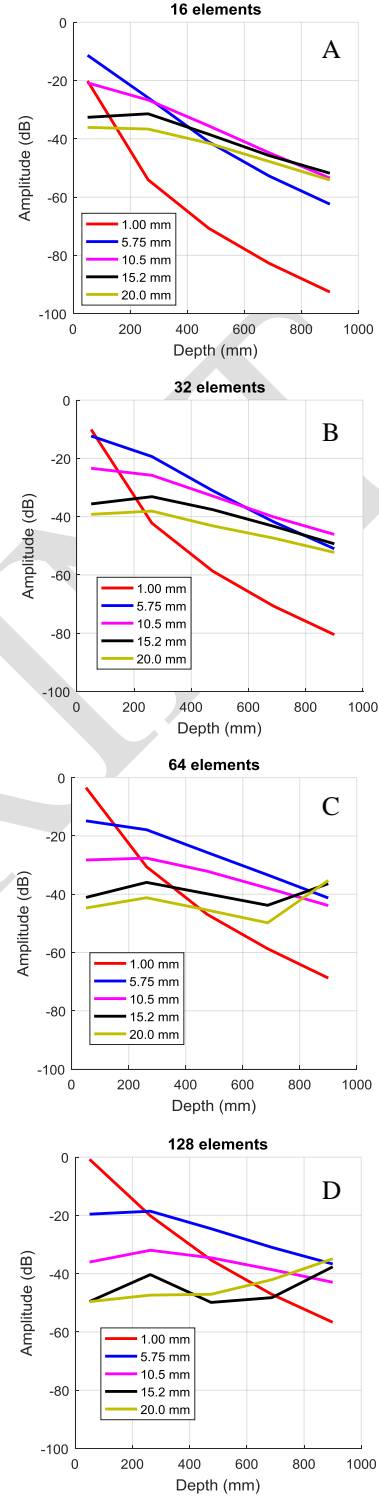 16 elements
A
0
-20
-40
-60
-80
-100
Amplitude (dB)
1.00 mm
5.75 mm
10.5 mm
15.2 mm
20.0 mm
0 200 400 600 800 1000
Depth (mm)
32 elements
B
0
-20
-40
-60
-80
-100
Amplitude (dB)
1.00 mm
5.75 mm
10.5 mm
15.2 mm
20.0 mm
0 200 400 600 800 1000
Depth (mm)
64 elements
C
0
-20
-40
-60
-80
-100
Amplitude (dB)
1.00 mm
5.75 mm
10.5 mm
15.2 mm
20.0 mm
0 200 400 600 800 1000
Depth (mm)
128 elements
D
0
-20
-40
-60
-80
-100
Amplitude (dB)
1.00 mm
5.75 mm
10.5 mm
15.2 mm
20.0 mm
0 200 400 600 800 1000
Depth (mm)